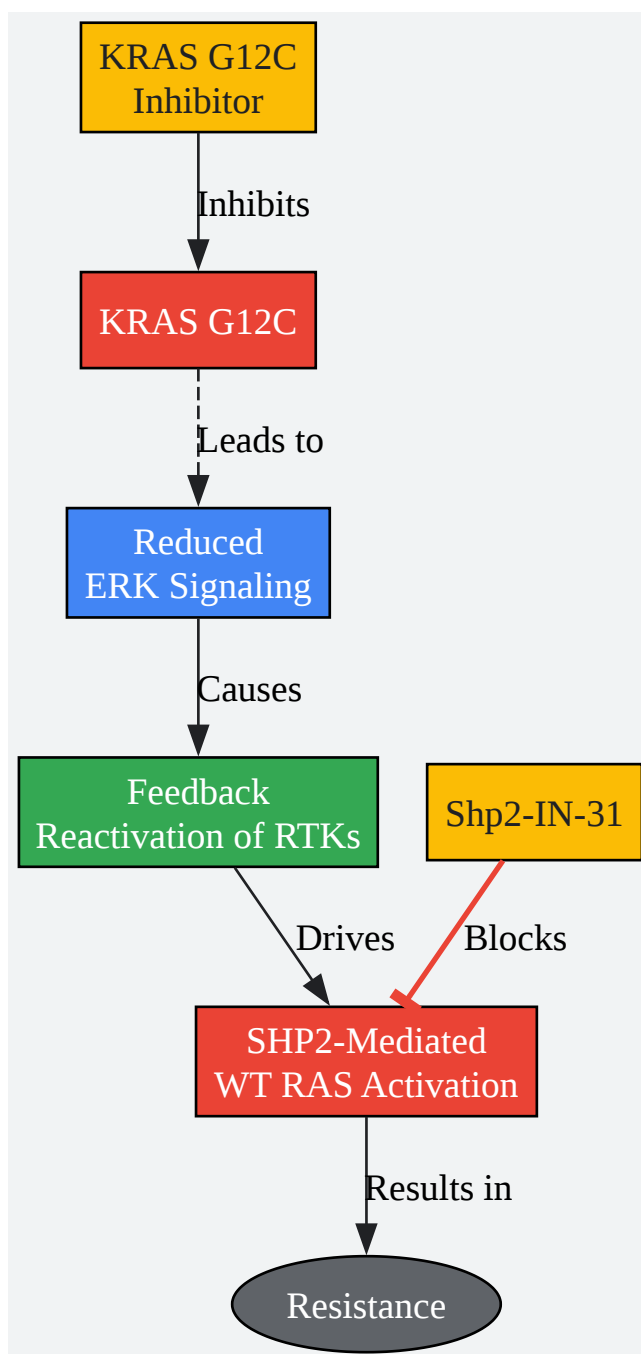 KRAS G12C
Inhibitor
Inhibits
KRAS G12C
Leads to
Reduced
ERK Signaling
Causes
Feedback
Reactivation of RTKs
Shp2-IN-31
Drives
Blocks
SHP2-Mediated
WT RAS Activation
Results in
Resistance